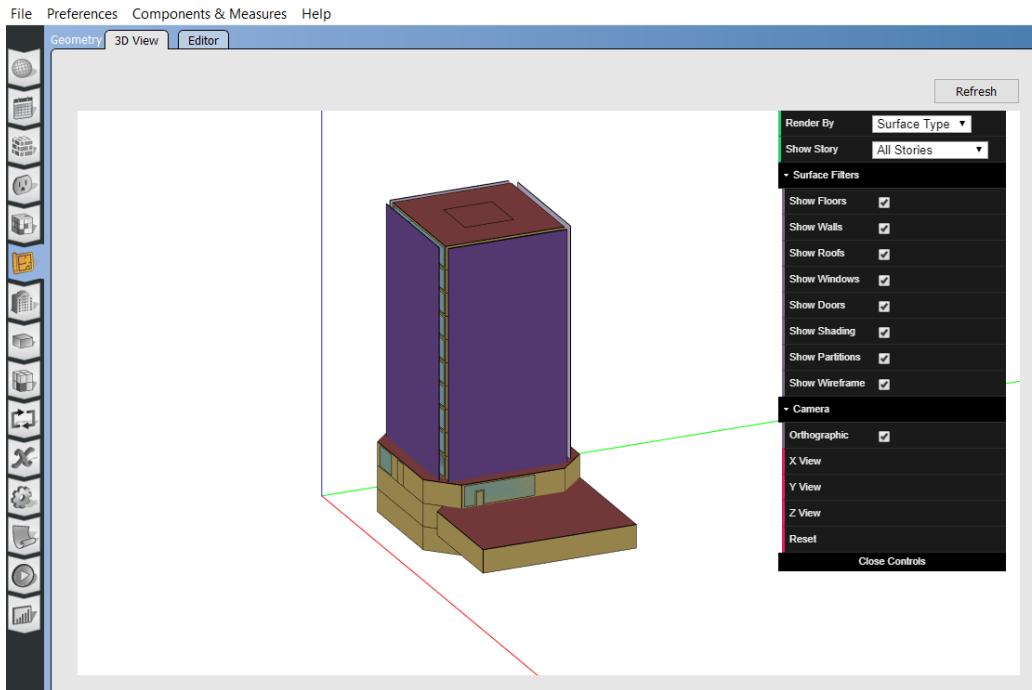 File Preferences Components & Measures Help
Geometry 3D View Editor
Refresh
Render By Surface Type
Show Story All Stories
Surface Filters
Show Floors
Show Walls
Show Roofs
Show Windows
Show Doors
Show Shading
Show Partitions
Show Wireframe
Camera
Orthographic
X View
Y View
Z View
Reset
Close Controls